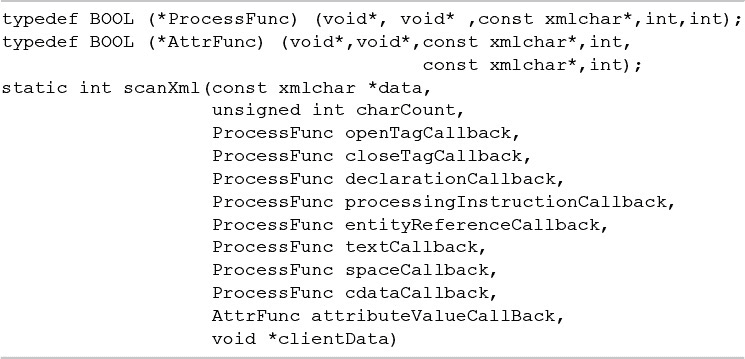 typedef BOOL (*ProcessFunc) (void*, void* ,const xmlchar*,int,int);
typedef BOOL (*AttrFunc) (void*,void*,const xmlchar*,int,
const xmlchar*,int);
static int scanXml(const xmlchar *data,
unsigned int charCount,
ProcessFunc openTagCallback,
ProcessFunc closeTagCallback,
ProcessFunc declarationCallback,
ProcessFunc processingInstructionCallback,
ProcessFunc entityReferenceCallback,
ProcessFunc textCallback,
ProcessFunc spaceCallback,
ProcessFunc cdataCallback,
AttrFunc attributeValueCallBack,
void *clientData)